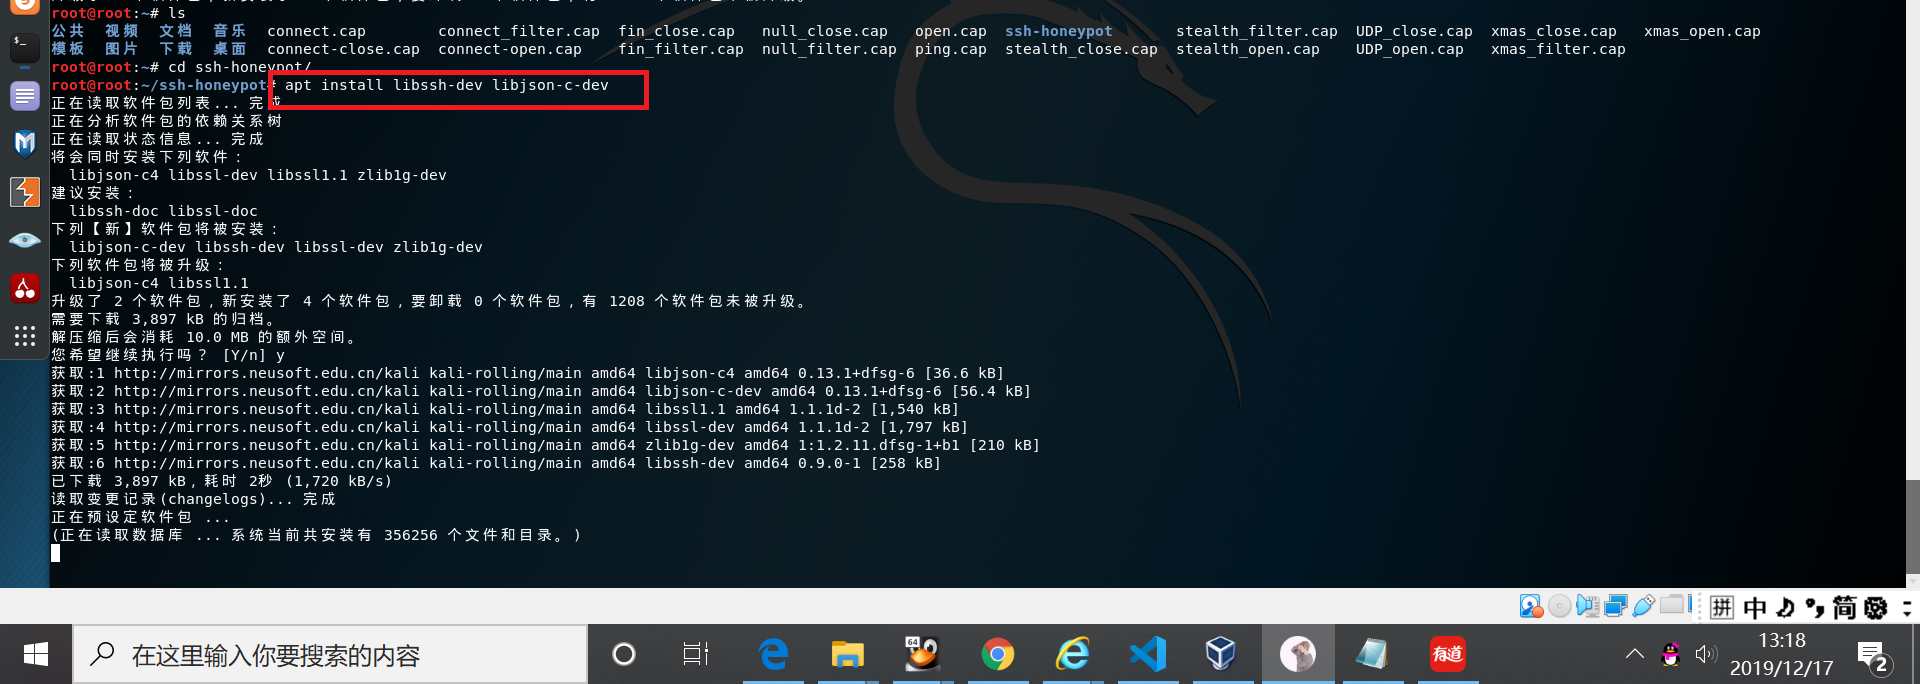 root@root:~# ls
公共 视频 文档 音乐 connect.cap connect_filter.cap fin_close.cap null_close.cap open.cap ssh-honeypot stealth_filter.cap UDP_close.cap xmas_close.cap xmas_open.cap
模板 图片 下载 桌面 connect-close.cap connect-open.cap fin_filter.cap null_filter.cap ping.cap stealth_close.cap stealth_open.cap UDP_open.cap xmas_filter.cap
root@root:~# cd ssh-honeypot/
root@root:~/ssh-honeypot# apt install libssh-dev libjson-c-dev
正在读取软件包列表... 完成
正在分析软件包的依赖关系树
正在读取状态信息... 完成
将会同时安装下列软件：
libjson-c4 libssl-dev libssl1.1 zlib1g-dev
建议安装：
libssh-doc libssl-doc
下列【新】软件包将被安装：
libjson-c-dev libssh-dev libssl-dev zlib1g-dev
下列软件包将被升级：
libjson-c4 libssl1.1
升级了 2 个软件包，新安装了 4 个软件包，要卸载 0 个软件包，有 1208 个软件包未被升级。
需要下载 3,897 kB 的归档。
解压缩后会消耗 10.0 MB 的额外空间。
您希望继续执行吗？ [Y/n] y
获取:1 http://mirrors.neusoft.edu.cn/kali kali-rolling/main amd64 libjson-c4 amd64 0.13.1+dfsg-6 [36.6 kB]
获取:2 http://mirrors.neusoft.edu.cn/kali kali-rolling/main amd64 libjson-c-dev amd64 0.13.1+dfsg-6 [56.4 kB]
获取:3 http://mirrors.neusoft.edu.cn/kali kali-rolling/main amd64 libssl1.1 amd64 1.1.1d-2 [1,540 kB]
获取:4 http://mirrors.neusoft.edu.cn/kali kali-rolling/main amd64 libssl-dev amd64 1.1.1d-2 [1,797 kB]
获取:5 http://mirrors.neusoft.edu.cn/kali kali-rolling/main amd64 zlib1g-dev amd64 1:1.2.11.dfsg-1+b1 [210 kB]
获取:6 http://mirrors.neusoft.edu.cn/kali kali-rolling/main amd64 libssh-dev amd64 0.9.0-1 [258 kB]
已下载 3,897 kB，耗时 2秒 (1,720 kB/s)
读取变更记录(changelogs)... 完成
正在预设定软件包 ...
(正在读取数据库 ... 系统当前共安装有 356256 个文件和目录。)
拼 中 简
在这里输入你要搜索的内容
64
有道
13:18
2019/12/17
2